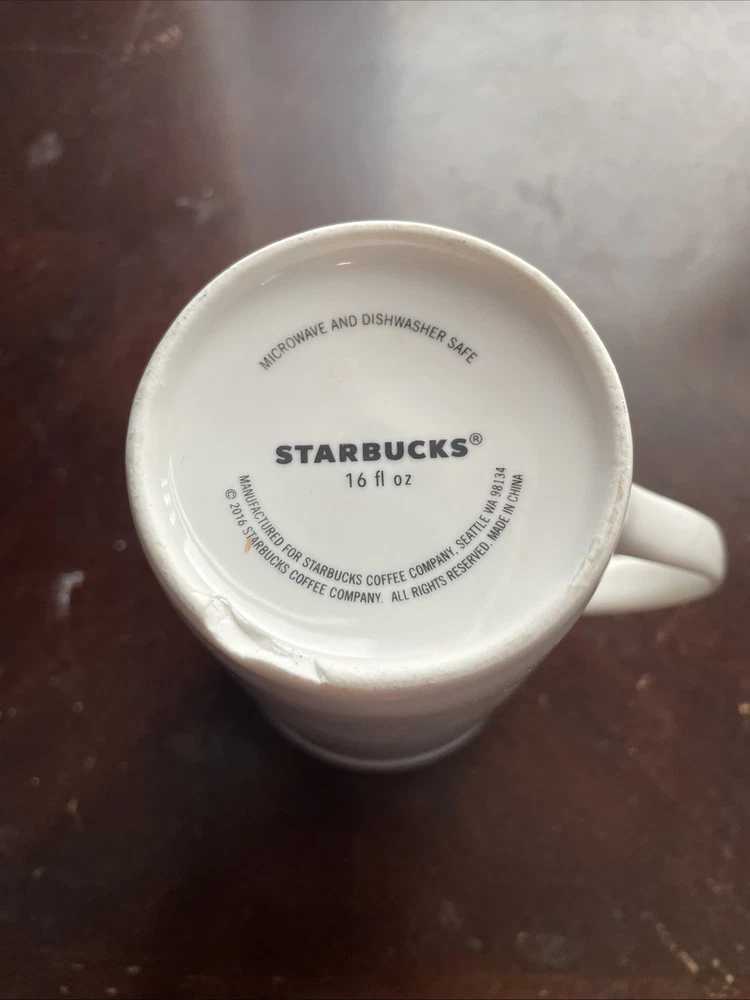 MICROWAVE AND DISHWASHER SAFE
STARBUCKS®
16 fl oz
MANUFACTURED FOR STARBUCKS COFFEE COMPANY, SEATTLE WA 98134
© 2016 STARBUCKS COFFEE COMPANY. ALL RIGHTS RESERVED. MADE IN CHINA